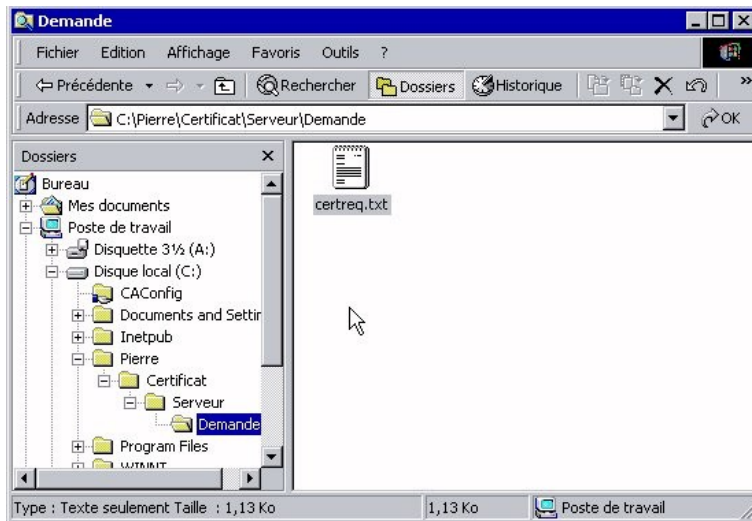 Demande
Fichier Edition Affichage Favoris Outils ?
Précédente Rechercher Dossiers Historique »
Adresse C:\Pierre\Certificat\Serveur\Demande OK
Dossiers
Bureau
Mes documents
Poste de travail
Disquette 3½ (A:)
Disque local (C:)
CAConfig
Documents and Settir
Inetpub
Pierre
Certificat
Serveur
Demande
Program Files
WINNT
certreq.txt
Type : Texte seulement Taille : 1,13 Ko 1,13 Ko Poste de travail